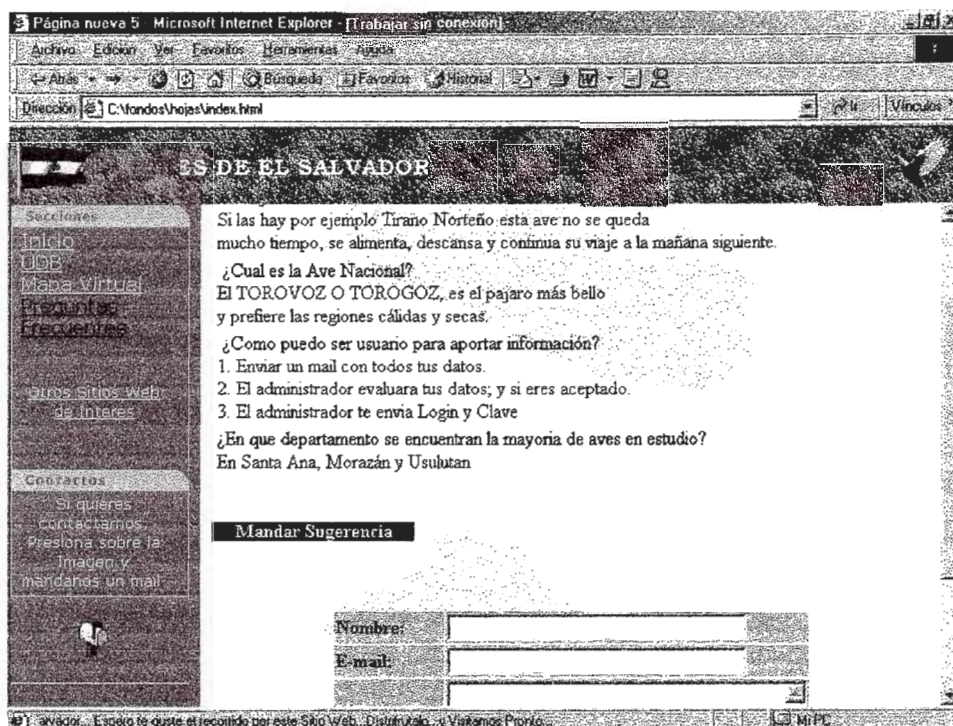 Página nueva 5 - Microsoft Internet Explorer - [Trabajar sin conexion]
Archivo Edición Ver Favoritos Herramientas Ayuda
Atrás Búsqueda Favoritos Historial
Dirección C:\fondos\hojas\index.html Ir Vínculos
ES DE EL SALVADOR
Secciones
Inicio
UDB
Mapa Virtual
Preguntas
Frecuentes
Otros Sitios Web
de Interes
Contactos
Si quieres
contactarnos.
Presiona sobre la
Imagen y
mandanos un mail
Si las hay por ejemplo Tirano Norteño esta ave no se queda
mucho tiempo, se alimenta, descansa y continua su viaje a la mañana siguiente.
¿Cual es la Ave Nacional?
El TOROVOZ O TOROGOZ, es el pajaro más bello
y prefiere las regiones cálidas y secas.
¿Como puedo ser usuario para aportar información?
1. Enviar un mail con todos tus datos.
2. El administrador evaluara tus datos; y si eres aceptado.
3. El administrador te envia Login y Clave
¿En que departamento se encuentran la mayoria de aves en estudio?
En Santa Ana, Morazán y Usulutan
Mandar Sugerencia
Nombre:
E-mail:
alvador... Espero te guste el recorrido por este Sitio Web. Disfrutalo.. y Visitanos Pronto... Mi PC